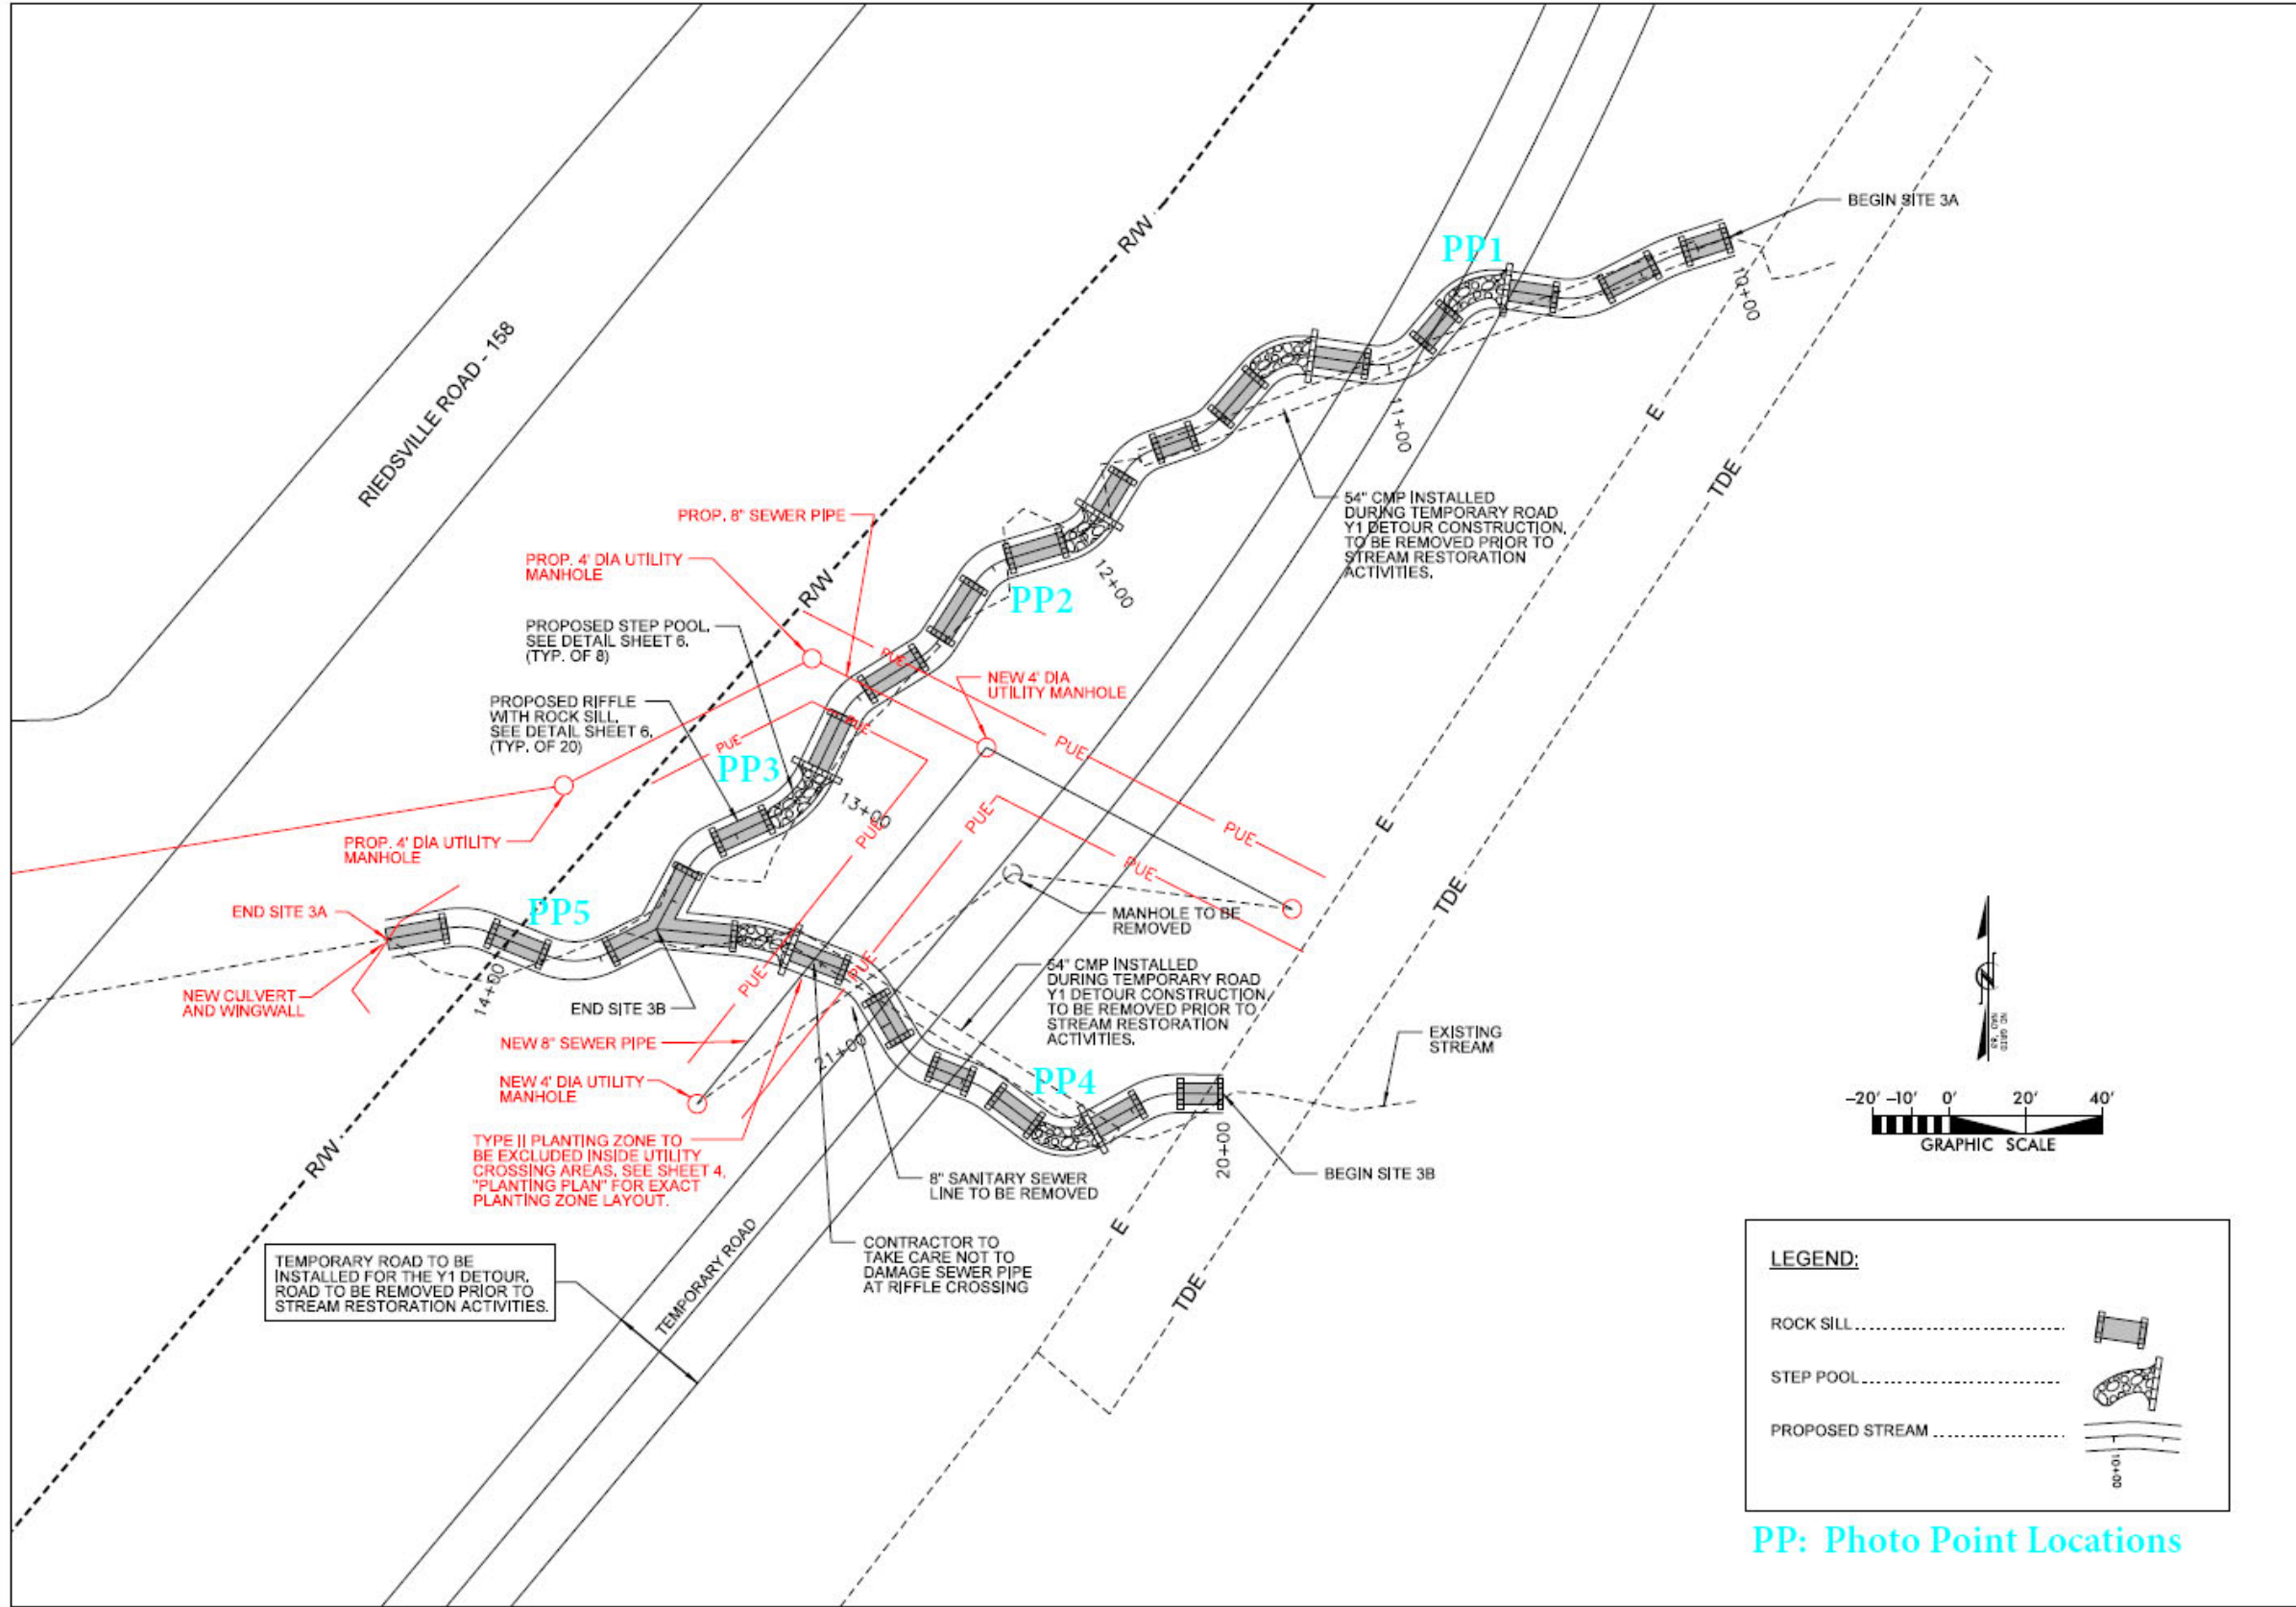 BEGIN SITE 3A
PP1
10+00
R/W
RIEDSVILLE ROAD - 158
11+00
E
TDE
54" CMP INSTALLED
DURING TEMPORARY ROAD
Y1 DETOUR CONSTRUCTION,
TO BE REMOVED PRIOR TO
STREAM RESTORATION
ACTIVITIES.
PROP. 8" SEWER PIPE
PROP. 4' DIA UTILITY
MANHOLE
R/W
12+00
PP2
PROPOSED STEP POOL,
SEE DETAIL SHEET 6,
(TYP. OF 8)
PUE
NEW 4' DIA
UTILITY MANHOLE
PROPOSED RIFFLE
WITH ROCK SILL,
SEE DETAIL SHEET 6,
(TYP. OF 20)
PUE
PUE
PUE
PP3
13+00
PUE
PUE
PUE
E
PROP. 4' DIA UTILITY
MANHOLE
PUE
TDE
END SITE 3A
PP5
MANHOLE TO BE
REMOVED
NEW CULVERT
AND WINGWALL
14+00
END SITE 3B
PUE
PUE
54" CMP INSTALLED
DURING TEMPORARY ROAD
Y1 DETOUR CONSTRUCTION,
TO BE REMOVED PRIOR TO
STREAM RESTORATION
ACTIVITIES.
EXISTING
STREAM
NEW 8" SEWER PIPE
21+00
NEW 4' DIA UTILITY
MANHOLE
PP4
20+00
-20' -10' 0' 20' 40'
GRAPHIC SCALE
R/W
TYPE II PLANTING ZONE TO
BE EXCLUDED INSIDE UTILITY
CROSSING AREAS. SEE SHEET 4,
"PLANTING PLAN" FOR EXACT
PLANTING ZONE LAYOUT.
8" SANITARY SEWER
LINE TO BE REMOVED
BEGIN SITE 3B
E
CONTRACTOR TO
TAKE CARE NOT TO
DAMAGE SEWER PIPE
AT RIFFLE CROSSING
TDE
TEMPORARY ROAD TO BE
INSTALLED FOR THE Y1 DETOUR.
ROAD TO BE REMOVED PRIOR TO
STREAM RESTORATION ACTIVITIES.
TEMPORARY ROAD
LEGEND:
ROCK SILL
STEP POOL
PROPOSED STREAM
10+00
PP: Photo Point Locations